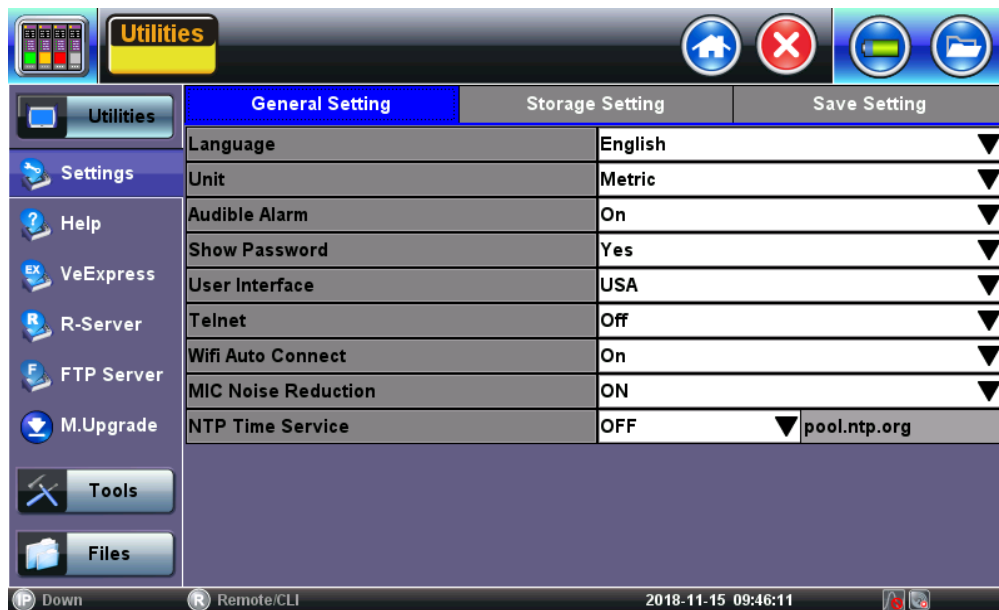 Utilities
Utilities
General Setting
Storage Setting
Save Setting
Language
English
Settings
Unit
Metric
Audible Alarm
On
? Help
Show Password
Yes
EX VeExpress
User Interface
USA
R R-Server
Telnet
Off
Wifi Auto Connect
On
F FTP Server
MIC Noise Reduction
ON
M.Upgrade
NTP Time Service
OFF
pool.ntp.org
Tools
Files
IP Down
R Remote/CLI
2018-11-15 09:46:11